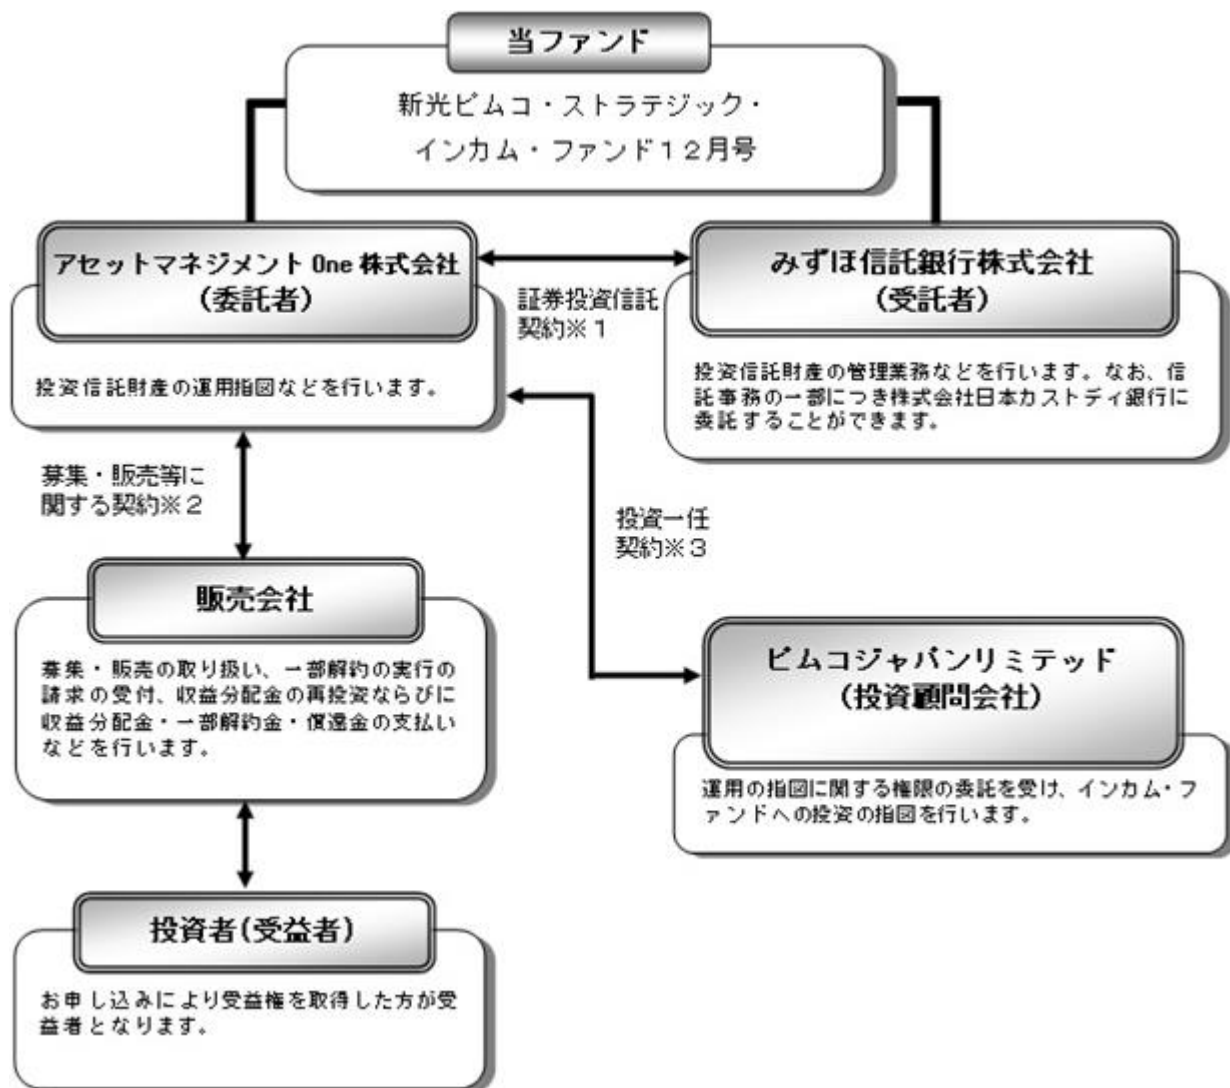 当ファンド
新光ピムコ・ストラテジック・
インカム・ファンド１２月号
アセットマネジメント One 株式会社
（委託者）
投資信託財産の運用指図などを行います。
証券投資信託
契約※１
みずほ信託銀行株式会社
（受託者）
投資信託財産の管理業務などを行います。なお、信
託事務の一部につき株式会社日本カストディ銀行に
委託することができます。
募集・販売等に
関する契約※２
投資一任
契約※３
販売会社
募集・販売の取り扱い、一部解約の実行の
請求の受付、収益分配金の再投資ならびに
収益分配金・一部解約金・償還金の支払い
などを行います。
ピムコジャパンリミテッド
（投資顧問会社）
運用の指図に関する権限の委託を受け、インカム・フ
ァンドへの投資の指図を行います。
投資者（受益者）
お申し込みにより受益権を取得した方が受
益者となります。